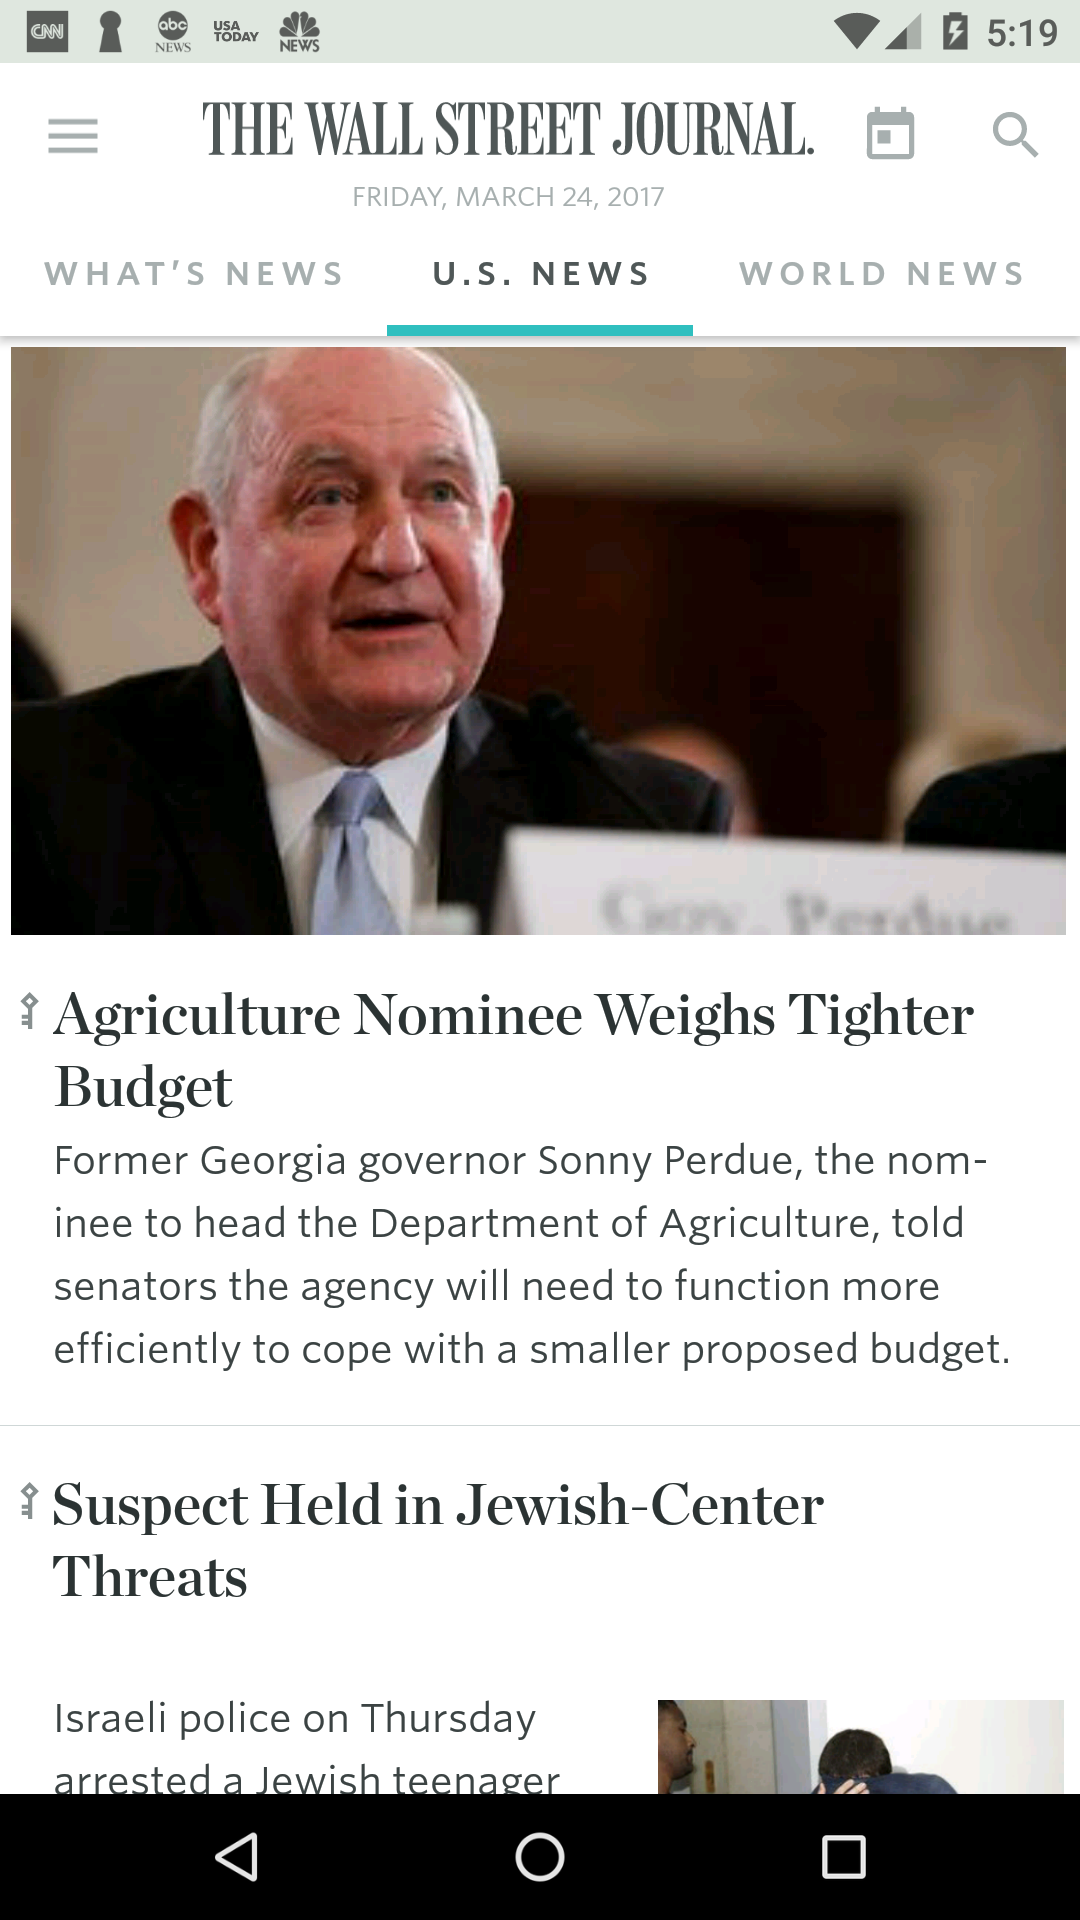 CNN abc NEWS USA TODAY NEWS 5:19
THE WALL STREET JOURNAL.
FRIDAY, MARCH 24, 2017
WHAT'S NEWS U.S. NEWS WORLD NEWS
Gov. Perdue
Agriculture Nominee Weighs Tighter
Budget
Former Georgia governor Sonny Perdue, the nom-
inee to head the Department of Agriculture, told
senators the agency will need to function more
efficiently to cope with a smaller proposed budget.
Suspect Held in Jewish-Center
Threats
Israeli police on Thursday
arrested a Jewish teenager